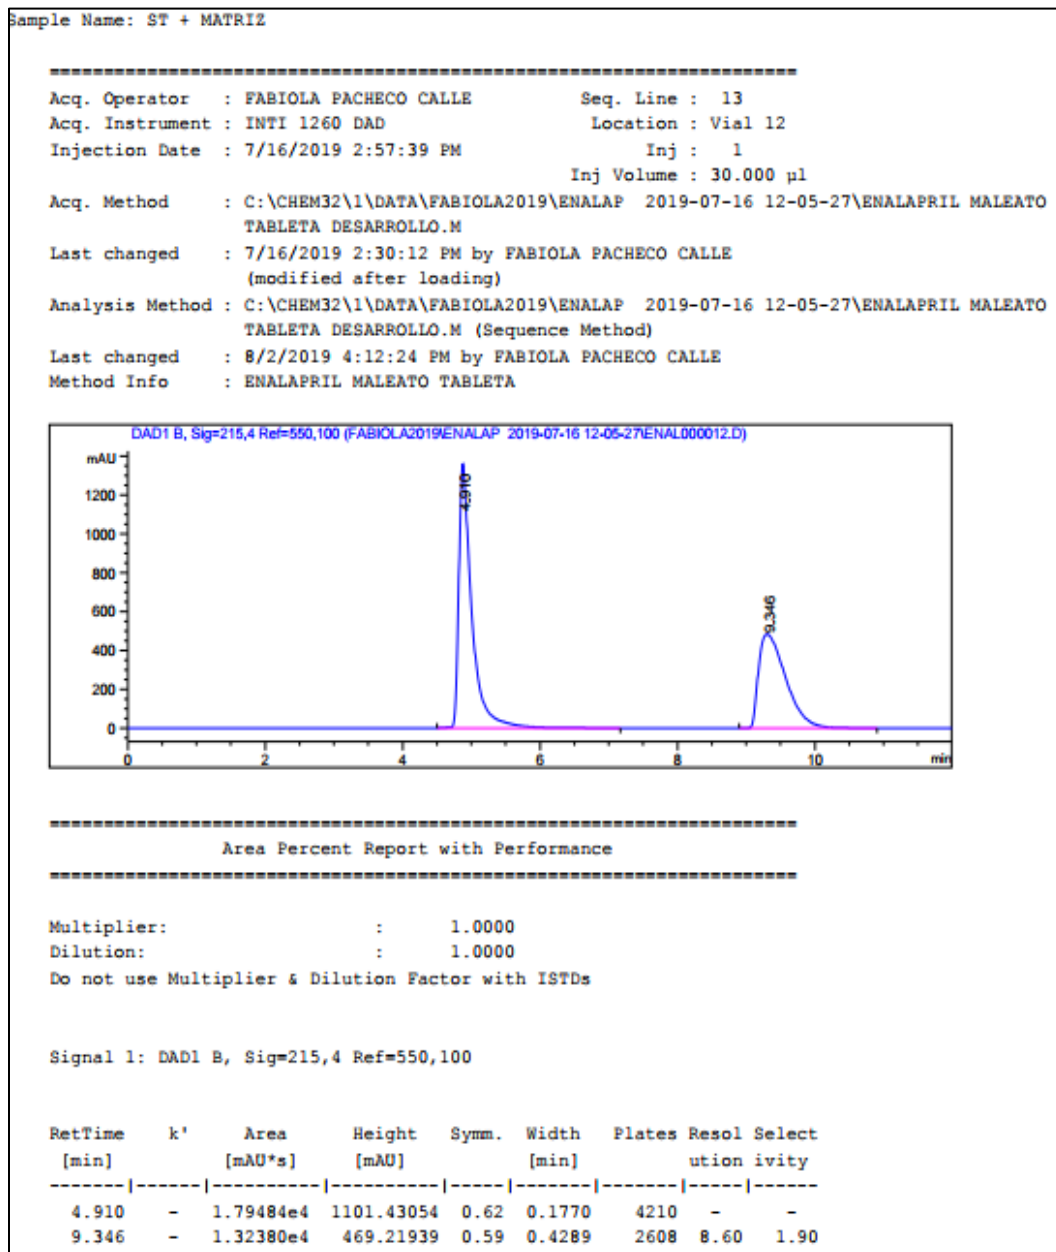 Sample Name: ST + MATRIZ
=====================================================================
Acq. Operator : FABIOLA PACHECO CALLE Seq. Line : 13
Acq. Instrument : INTI 1260 DAD Location : Vial 12
Injection Date : 7/16/2019 2:57:39 PM Inj : 1
Inj Volume : 30.000 µl
Acq. Method : C:\CHEM32\1\DATA\FABIOLA2019\ENALAP 2019-07-16 12-05-27\ENALAPRIL MALEATO
TABLETA DESARROLLO.M
Last changed : 7/16/2019 2:30:12 PM by FABIOLA PACHECO CALLE
(modified after loading)
Analysis Method : C:\CHEM32\1\DATA\FABIOLA2019\ENALAP 2019-07-16 12-05-27\ENALAPRIL MALEATO
TABLETA DESARROLLO.M (Sequence Method)
Last changed : 8/2/2019 4:12:24 PM by FABIOLA PACHECO CALLE
Method Info : ENALAPRIL MALEATO TABLETA
DAD1 B, Sig=215,4 Ref=550,100 (FABIOLA2019\ENALAP 2019-07-16 12-05-27\ENAL000012.D)
mAU
1200
1000
800
600
400
200
0
4.910
9.346
0 2 4 6 8 10 min
=====================================================================
Area Percent Report with Performance
=====================================================================
Multiplier: : 1.0000
Dilution: : 1.0000
Do not use Multiplier & Dilution Factor with ISTDs
Signal 1: DAD1 B, Sig=215,4 Ref=550,100
RetTime k' Area Height Symm. Width Plates Resol Select
[min] [mAU*s] [mAU] [min] ution ivity
-------|------|----------|----------|-----|-------|-------|-----|------
4.910 - 1.79484e4 1101.43054 0.62 0.1770 4210 - -
9.346 - 1.32380e4 469.21939 0.59 0.4289 2608 8.60 1.90